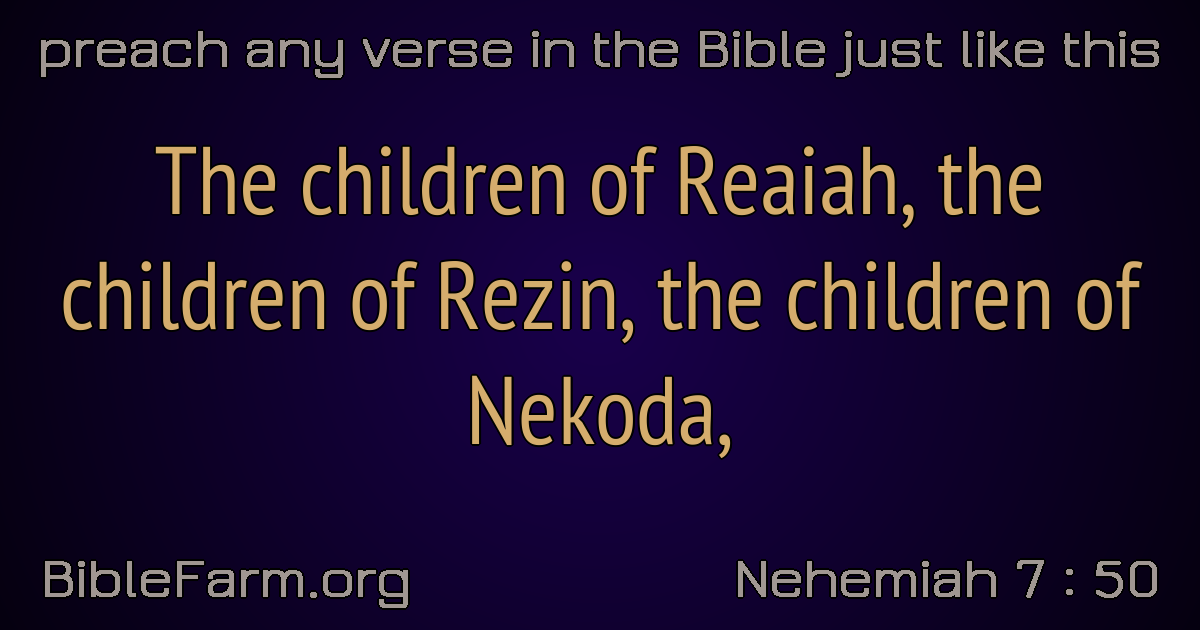 preach any verse in the Bible just like this
The children of Reaiah, the
children of Rezin, the children of
Nekoda,
BibleFarm.org
Nehemiah 7 : 50